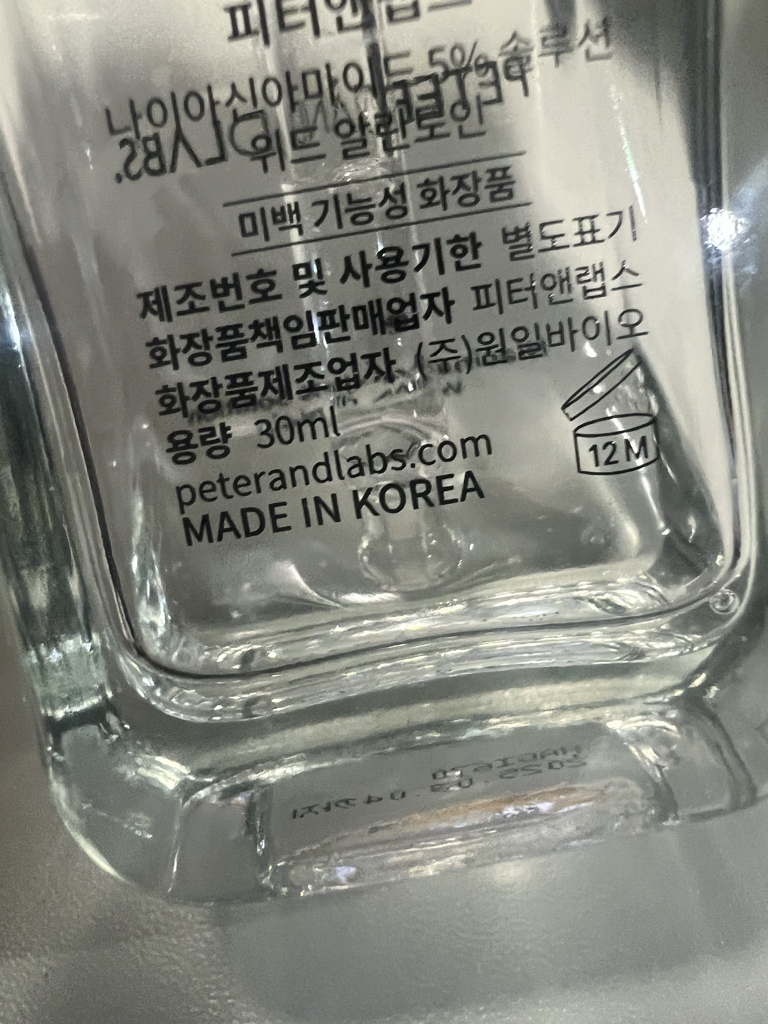 피터앤랩스
나이아신아마이드 5% 솔루션
위드 알란토인
미백 기능성 화장품
제조번호 및 사용기한 별도표기
화장품책임판매업자 피터앤랩스
화장품제조업자 (주)원일바이오
용량 30ml
peterandlabs.com
MADE IN KOREA
12M